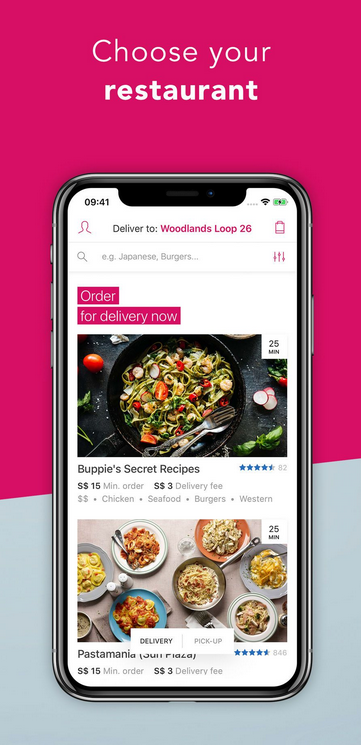 Choose your
restaurant
09:41
Deliver to: Woodlands Loop 26
e.g. Japanese, Burgers...
Order
for delivery now
25
MIN
Buppie's Secret Recipes
82
S$ 15 Min. order S$ 3 Delivery fee
$$ • Chicken • Seafood • Burgers • Western
25
MIN
DELIVERY PICK-UP
Pastamania (Sun Plaza) 846
S$ 15 Min. order S$ 3 Delivery fee